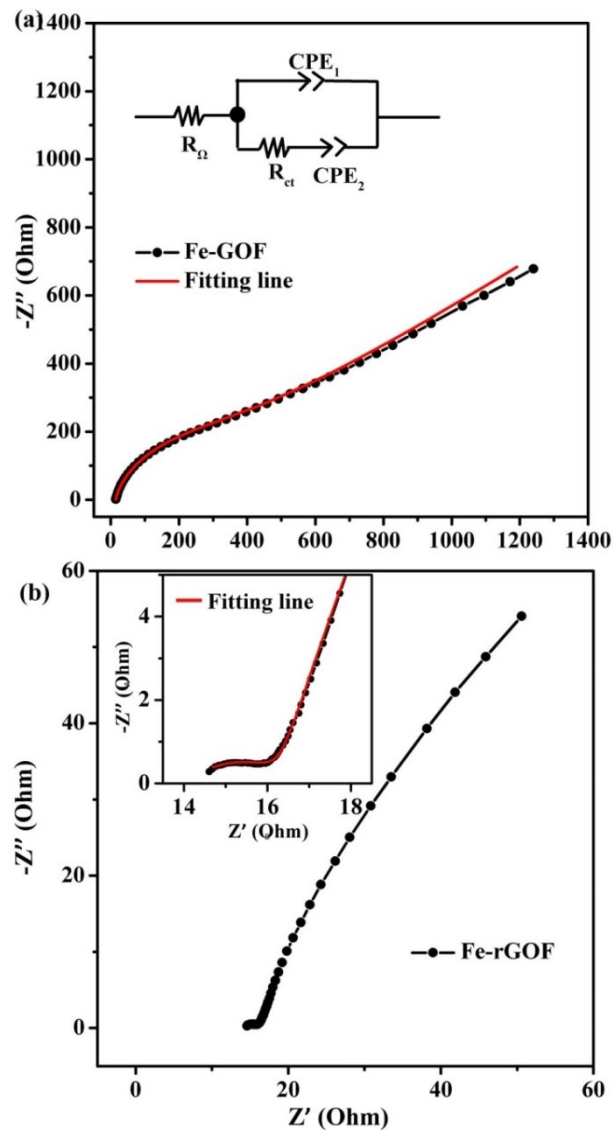 (a)
1400
1200
1000
800
600
400
200
0
-Z″ (Ohm)
CPE₁
R_Ω
R_ct
CPE₂
Fe-GOF
Fitting line
0 200 400 600 800 1000 1200 1400
(b)
60
40
20
0
-Z″ (Ohm)
Fitting line
4
2
0
-Z″ (Ohm)
14 16 18
Z′ (Ohm)
Fe-rGOF
0 20 40 60
Z′ (Ohm)